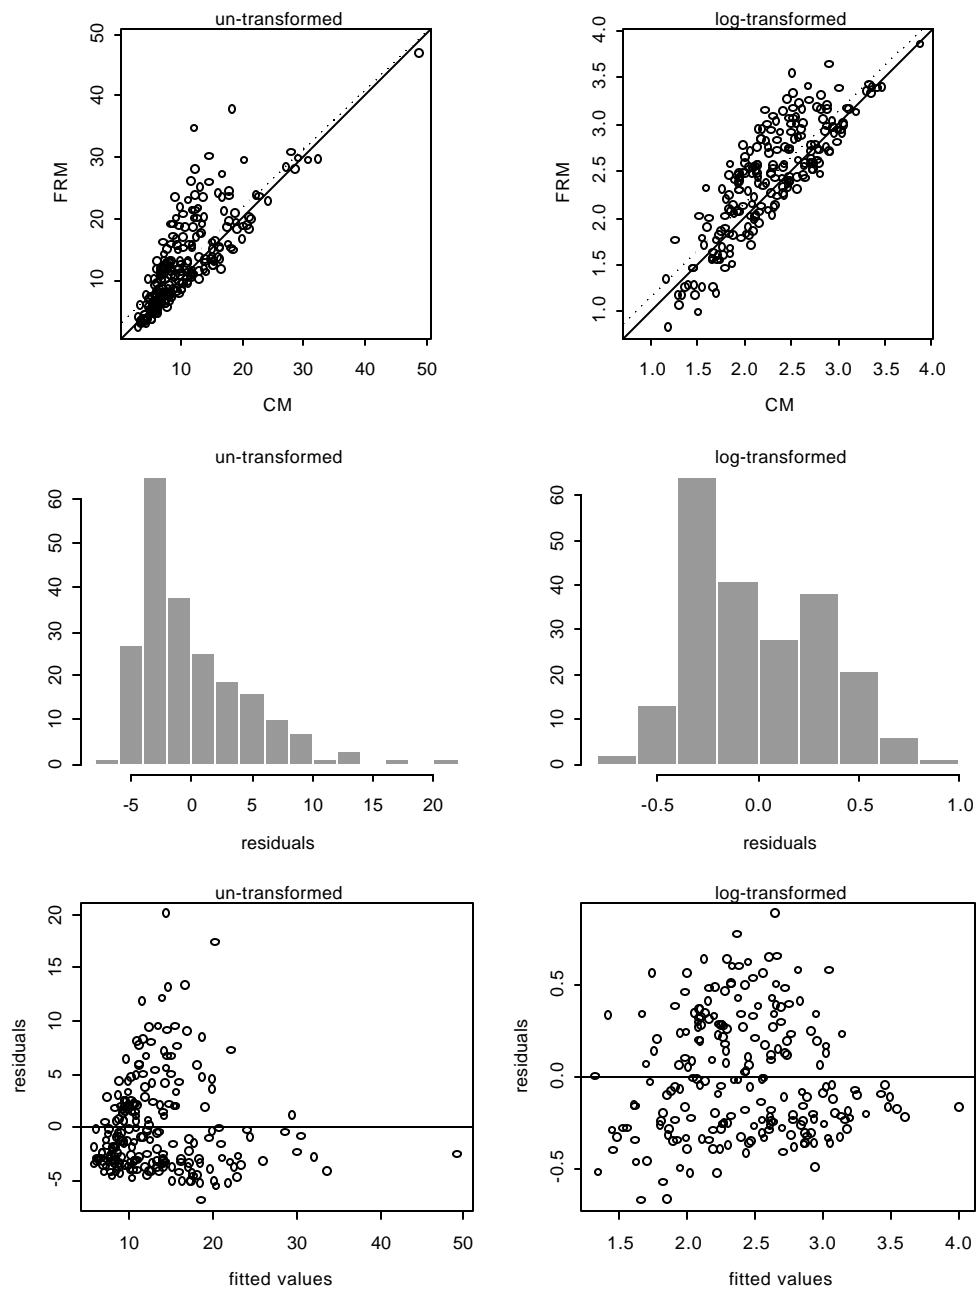 un-transformed
50
40
30
20
10
FRM
10 20 30 40 50
CM
log-transformed
4.0
3.5
3.0
2.5
2.0
1.5
1.0
FRM
1.0 1.5 2.0 2.5 3.0 3.5 4.0
CM
un-transformed
60
50
40
30
20
10
0
-5 0 5 10 15 20
residuals
log-transformed
60
50
40
30
20
10
0
-0.5 0.0 0.5 1.0
residuals
un-transformed
20
15
10
5
0
-5
residuals
10 20 30 40 50
fitted values
log-transformed
0.5
0.0
-0.5
residuals
1.5 2.0 2.5 3.0 3.5 4.0
fitted values